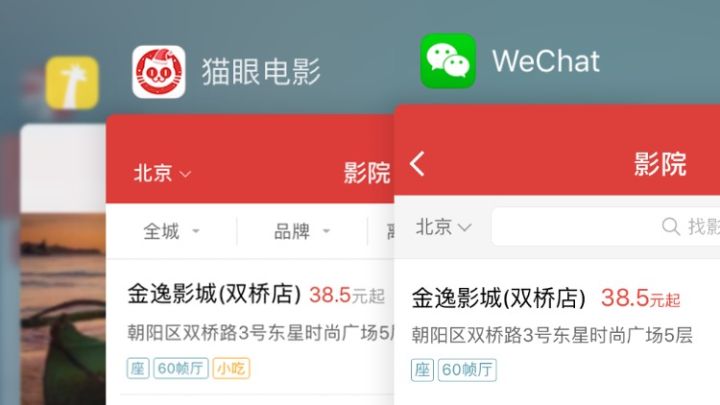 猫眼电影
WeChat
北京
影院
全城
品牌
金逸影城(双桥店) 38.5元起
朝阳区双桥路3号东星时尚广场5
座 60帧厅 小吃
影院
北京
找影
金逸影城(双桥店) 38.5元起
朝阳区双桥路3号东星时尚广场5层
座 60帧厅